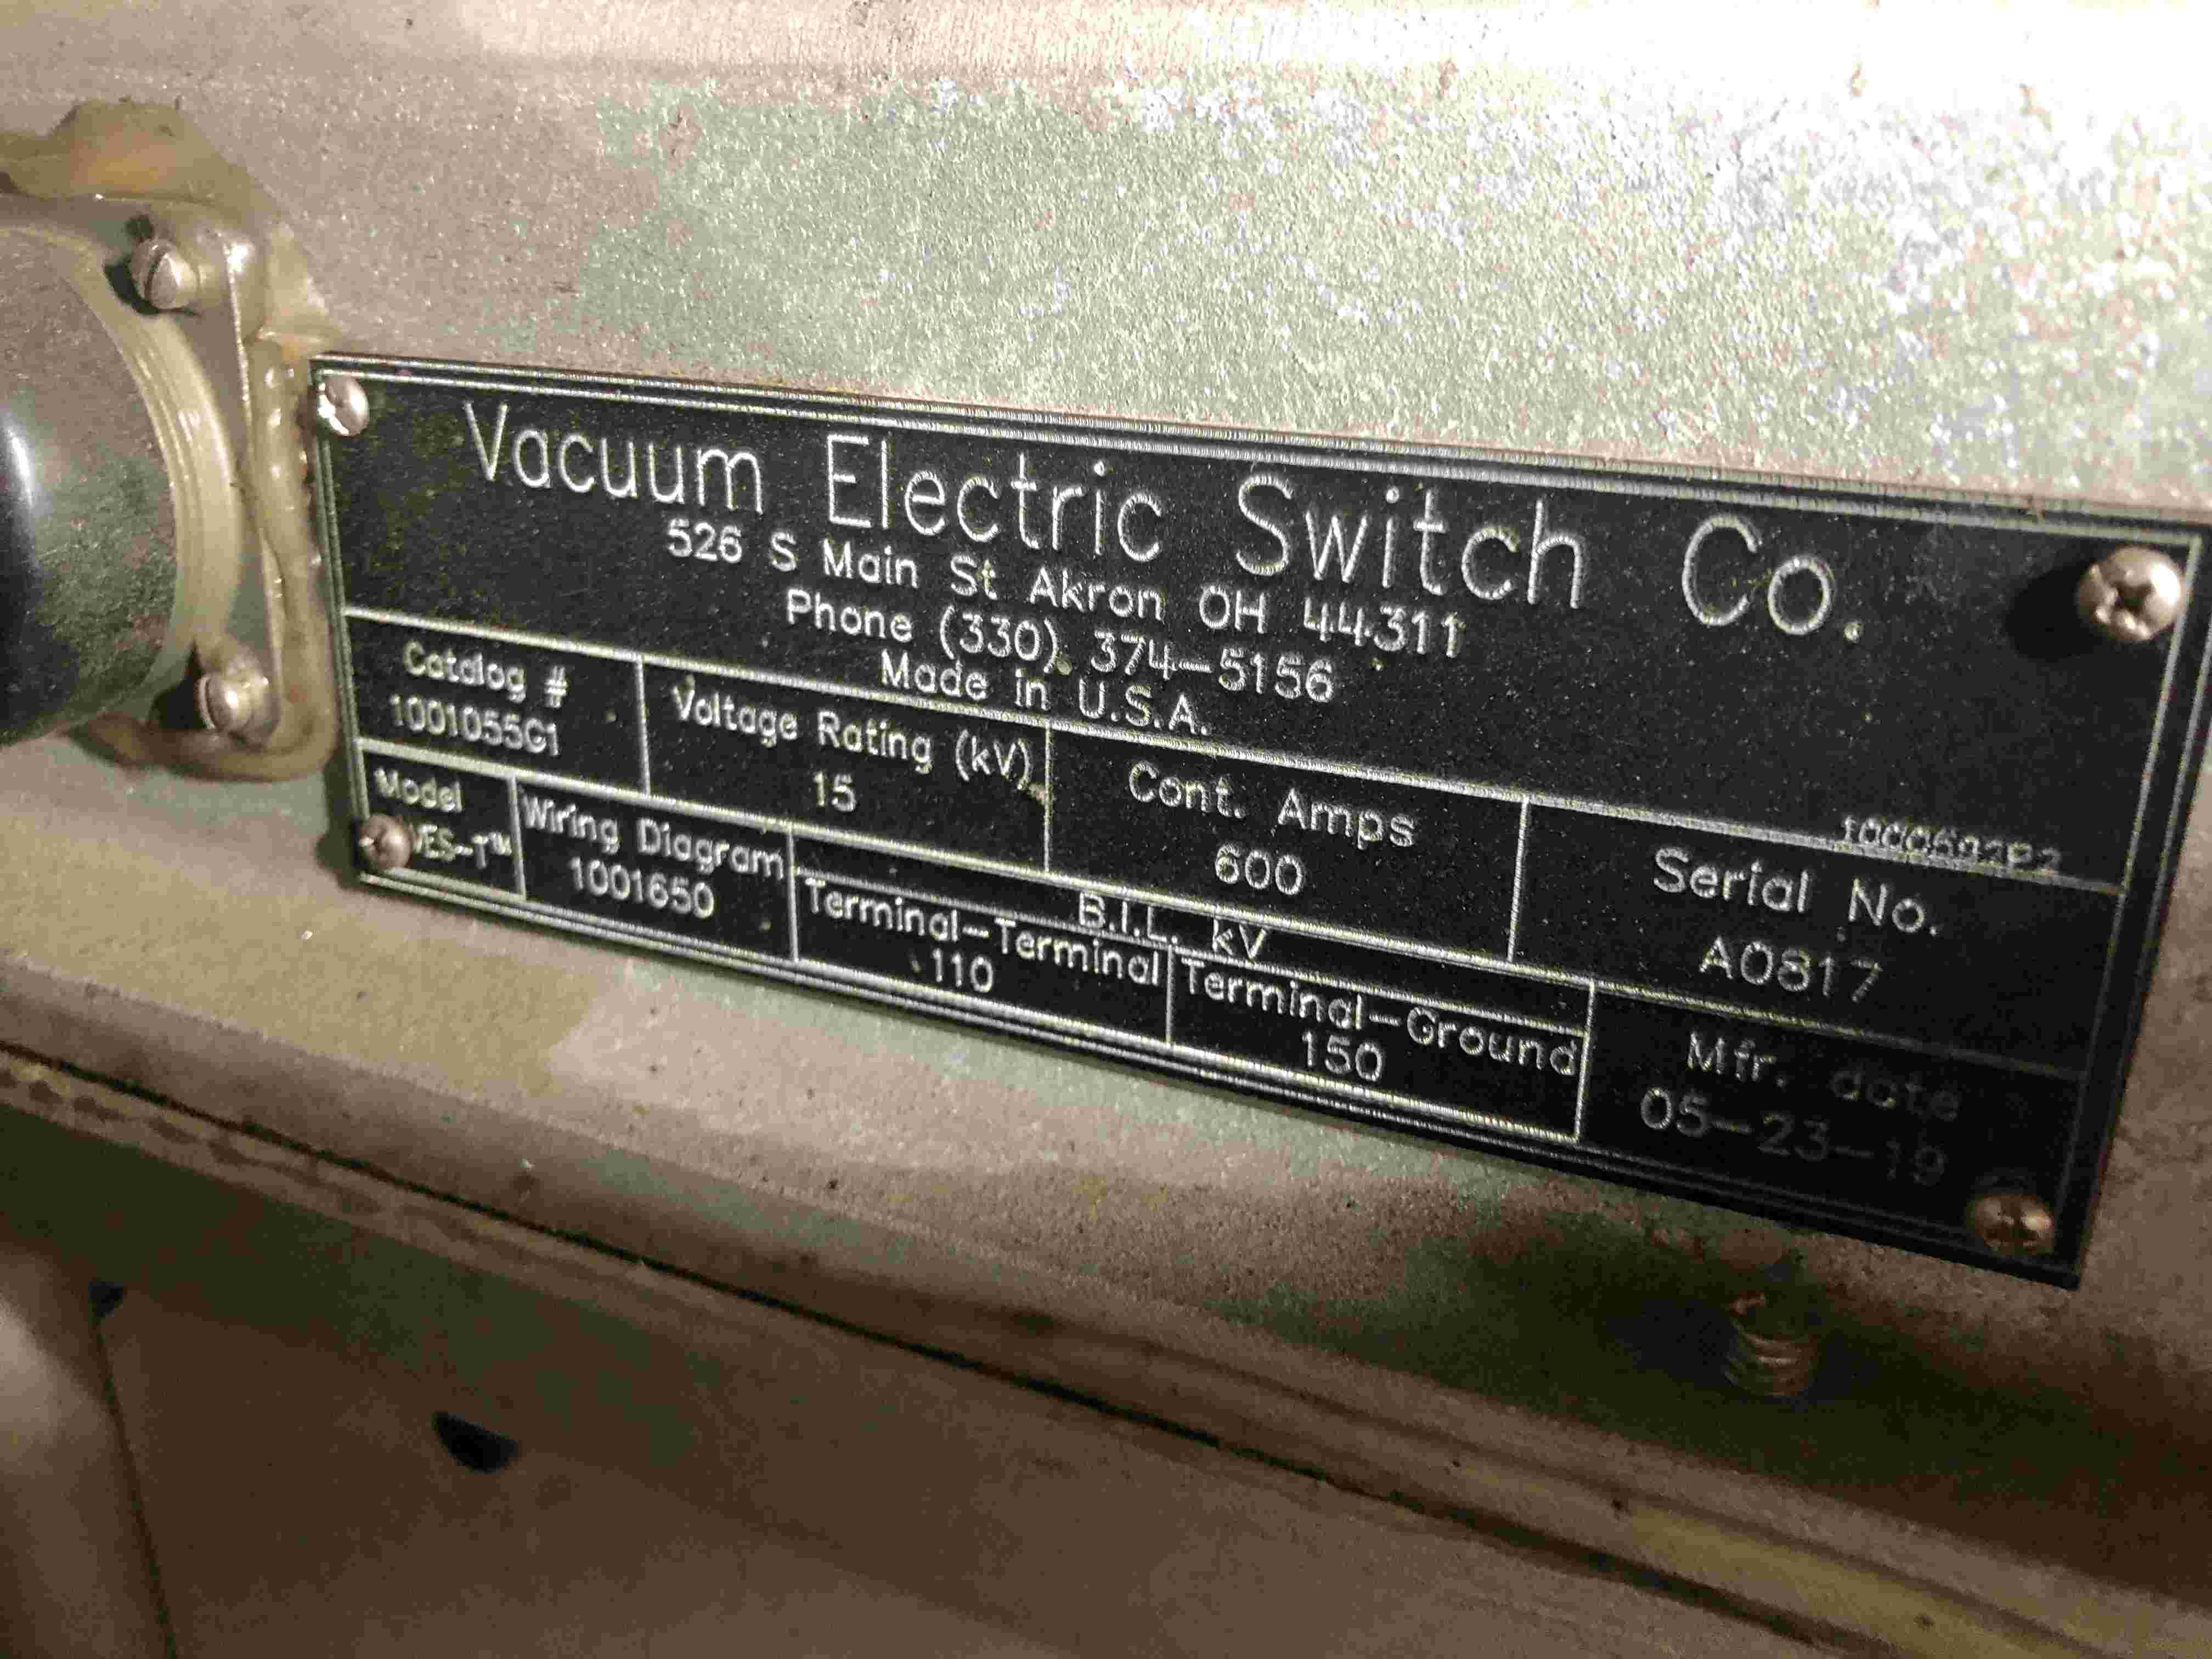 Vacuum Electric Switch Co.
526 S Main St Akron OH 44311
Phone (330) 374-5156
Made in U.S.A.
Catalog #
1001055G1
Voltage Rating (kV)
15
Cont. Amps
600
Serial No.
A0817
Model
VES-T™
Wiring Diagram
1001650
B.I.L. kV
Terminal-Terminal
110
Terminal-Ground
150
Mfr. date
05-23-19